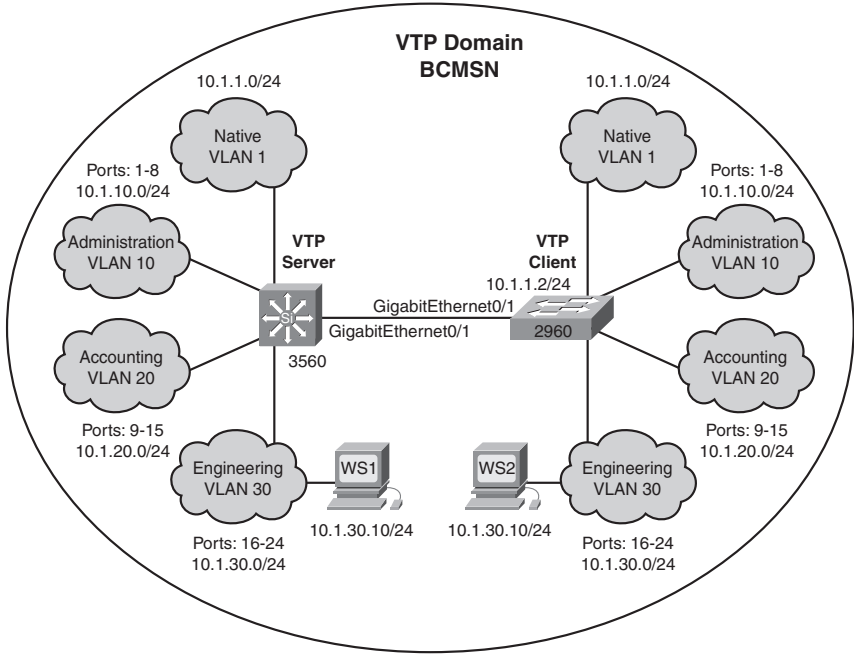 VTP Domain
BCMSN
10.1.1.0/24
Native
VLAN 1
10.1.1.0/24
Native
VLAN 1
Ports: 1-8
10.1.10.0/24
Administration
VLAN 10
Ports: 1-8
10.1.10.0/24
Administration
VLAN 10
VTP
Server
VTP
Client
10.1.1.2/24
GigabitEthernet0/1
GigabitEthernet0/1
Si
3560
2960
Accounting
VLAN 20
Ports: 9-15
10.1.20.0/24
Accounting
VLAN 20
Ports: 9-15
10.1.20.0/24
Engineering
VLAN 30
Ports: 16-24
10.1.30.0/24
WS1
10.1.30.10/24
WS2
10.1.30.10/24
Engineering
VLAN 30
Ports: 16-24
10.1.30.0/24